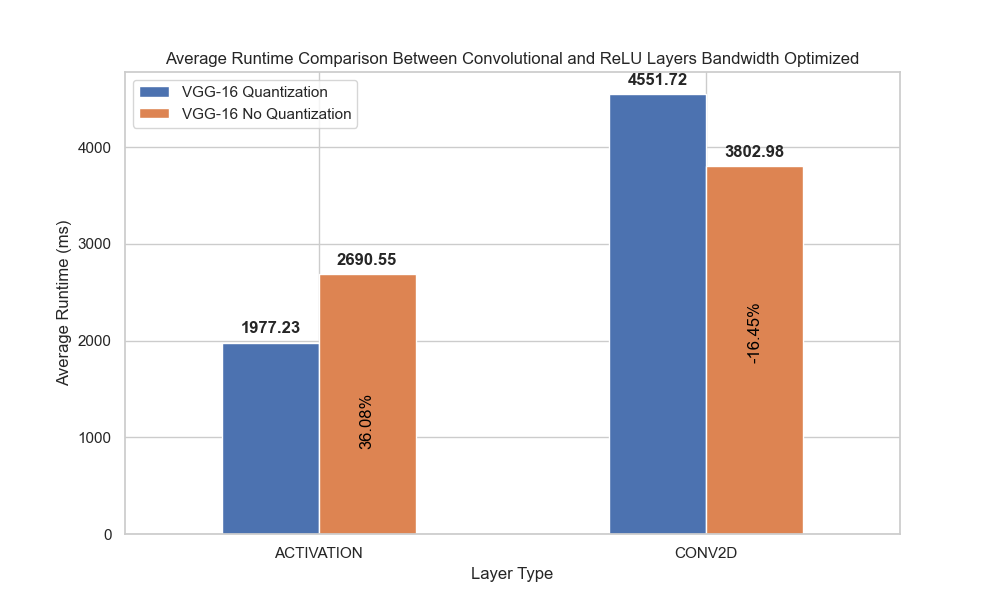 Average Runtime Comparison Between Convolutional and ReLU Layers Bandwidth Optimized
VGG-16 Quantization
VGG-16 No Quantization
4551.72
3802.98
2690.55
1977.23
36.08%
-16.45%
Average Runtime (ms)
4000
3000
2000
1000
0
ACTIVATION
CONV2D
Layer Type